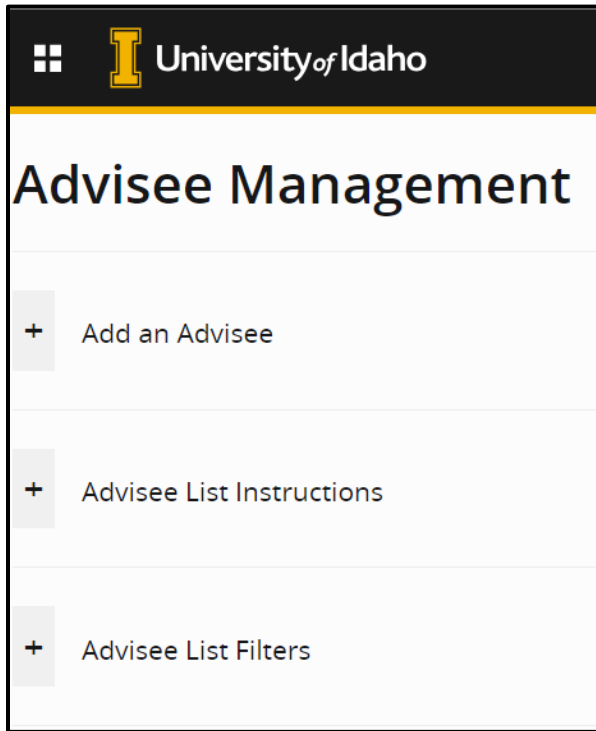 University of Idaho
Advisee Management
+ Add an Advisee
+ Advisee List Instructions
+ Advisee List Filters